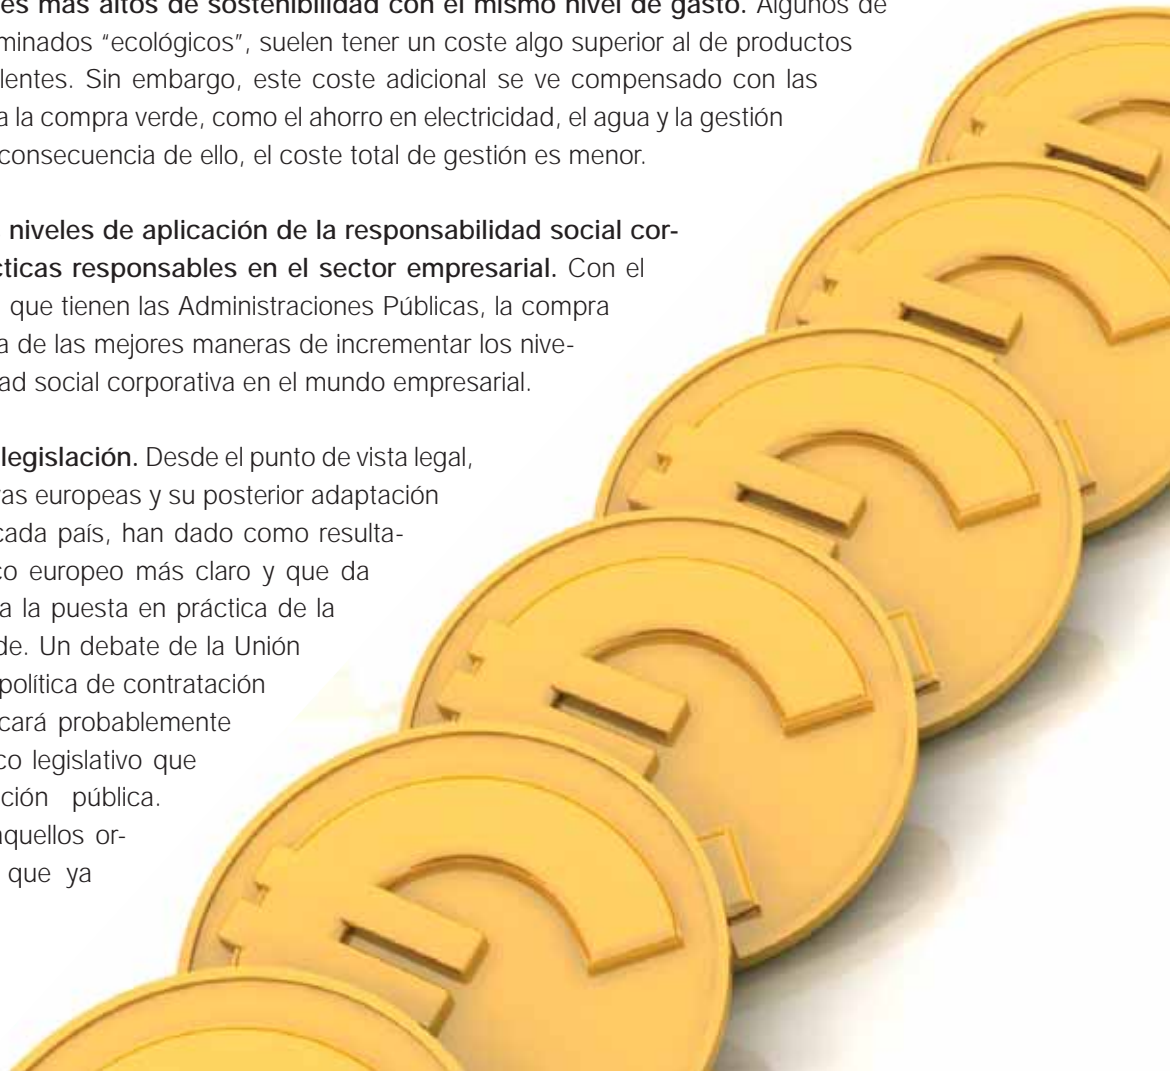 es más altos de sostenibilidad con el mismo nivel de gasto. Algunos de
minados “ecológicos”, suelen tener un coste algo superior al de productos
lentes. Sin embargo, este coste adicional se ve compensado con las
a la compra verde, como el ahorro en electricidad, el agua y la gestión
consecuencia de ello, el coste total de gestión es menor.
niveles de aplicación de la responsabilidad social cor-
cticas responsables en el sector empresarial. Con el
que tienen las Administraciones Públicas, la compra
a de las mejores maneras de incrementar los nive-
ad social corporativa en el mundo empresarial.
legislación. Desde el punto de vista legal,
as europeas y su posterior adaptación
cada país, han dado como resulta-
co europeo más claro y que da
a la puesta en práctica de la
de. Un debate de la Unión
política de contratación
cará probablemente
co legislativo que
ción pública.
aquellos or-
que ya